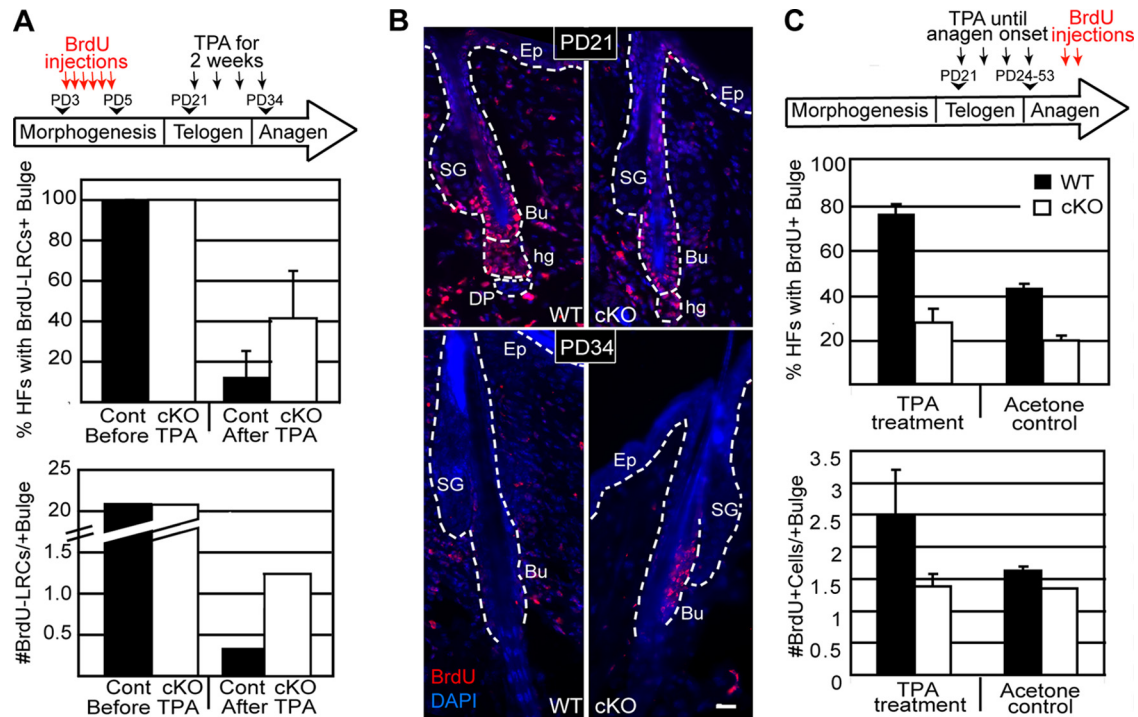 A
BrdU
injections
TPA for
2 weeks
PD3
PD5
PD21
PD34
Morphogenesis
Telogen
Anagen
% HFs with BrdU-LRCs+ Bulge
100
80
60
40
20
Cont cKO Cont cKO
Before TPA After TPA
#BrdU-LRCs/+Bulge
25
20
1.5
1.0
0.5
Cont cKO Cont cKO
Before TPA After TPA
B
PD21
Ep
Ep
SG
SG
Bu
Bu
hg
hg
DP
WT
cKO
PD34
Ep
Ep
SG
SG
Bu
Bu
BrdU
DAPI
WT
cKO
C
TPA until
anagen onset
BrdU
injections
PD21
PD24-53
Morphogenesis
Telogen
Anagen
% HFs with BrdU+ Bulge
100
80
60
40
20
WT
cKO
TPA
treatment
Acetone
control
#BrdU+Cells/+Bulge
3.5
3
2.5
2
1.5
1
0.5
0
TPA
treatment
Acetone
control